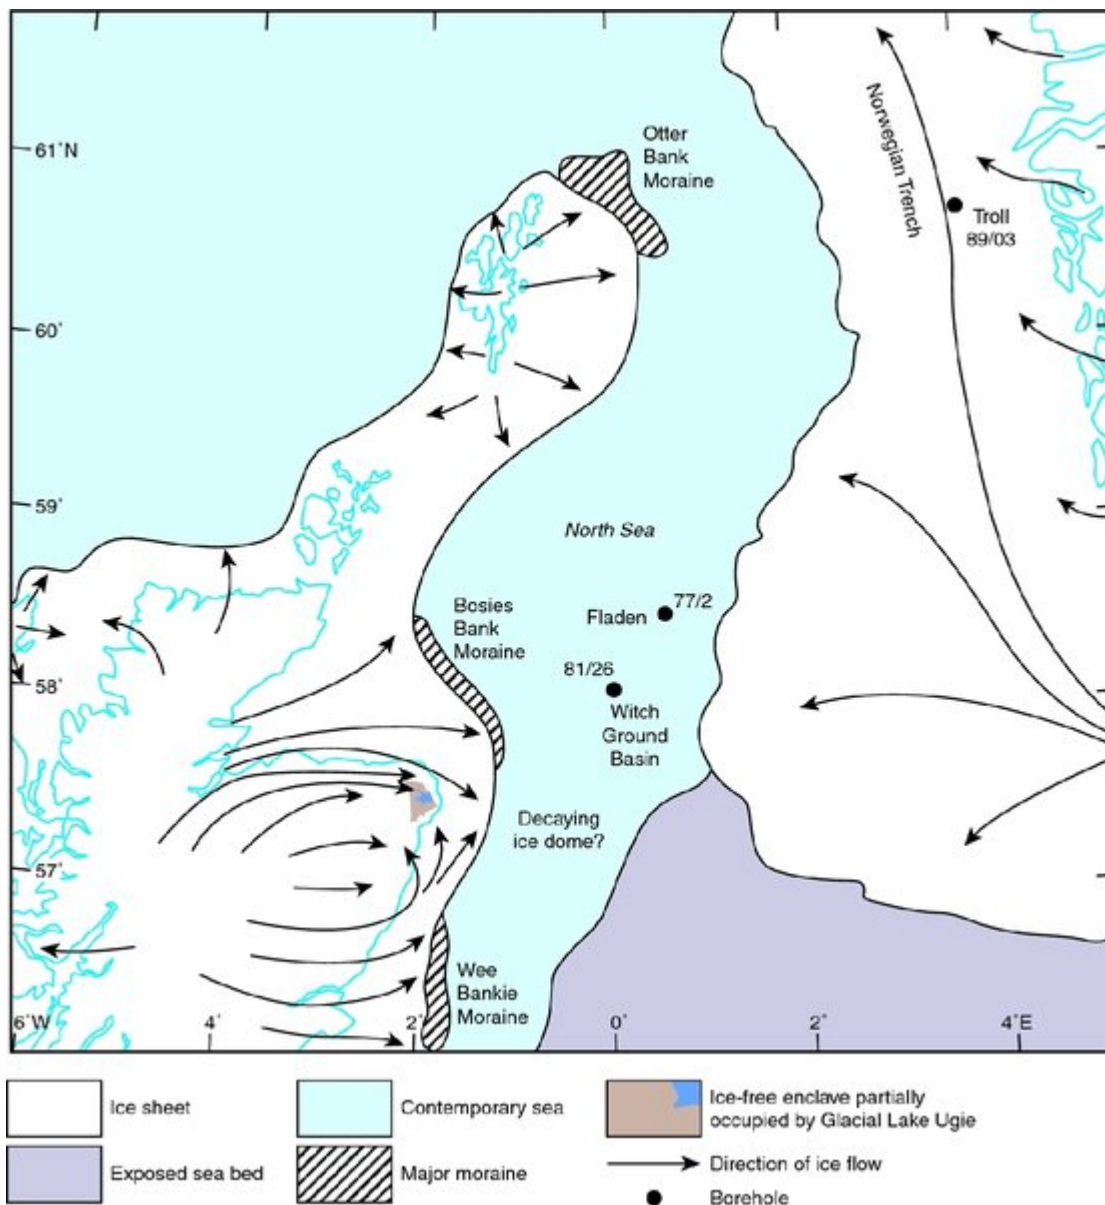 Otter
Bank
Moraine
61˚N
Norwegian Trench
Troll
89/03
60˚
59˚
North Sea
Bosies
Bank
Moraine
77/2
Fladen
81/26
58˚
Witch
Ground
Basin
Decaying
ice dome?
57˚
Wee
Bankie
Moraine
6˚W
4˚
2˚
0˚
2˚
4˚E
Ice sheet
Contemporary sea
Ice-free enclave partially
occupied by Glacial Lake Ugie
Exposed sea bed
Major moraine
Direction of ice flow
Borehole